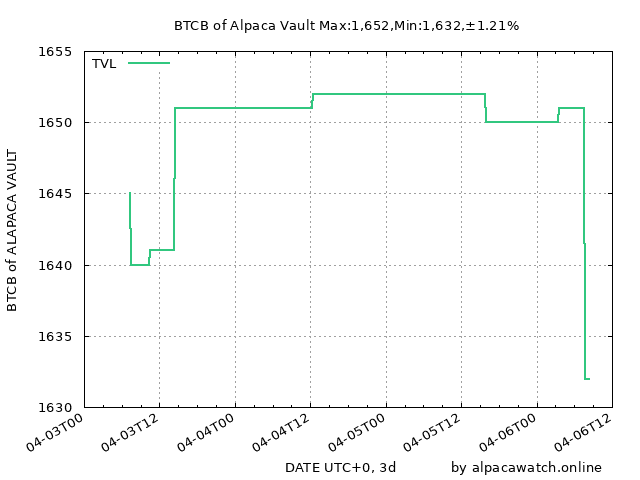 BTCB of Alpaca Vault Max:1,652,Min:1,632,±1.21%
TVL
BTCB of ALAPACA VAULT
1655
1650
1645
1640
1635
1630
04-03T00
04-03T12
04-04T00
04-04T12
04-05T00
04-05T12
04-06T00
04-06T12
DATE UTC+0, 3d
by alpacawatch.online